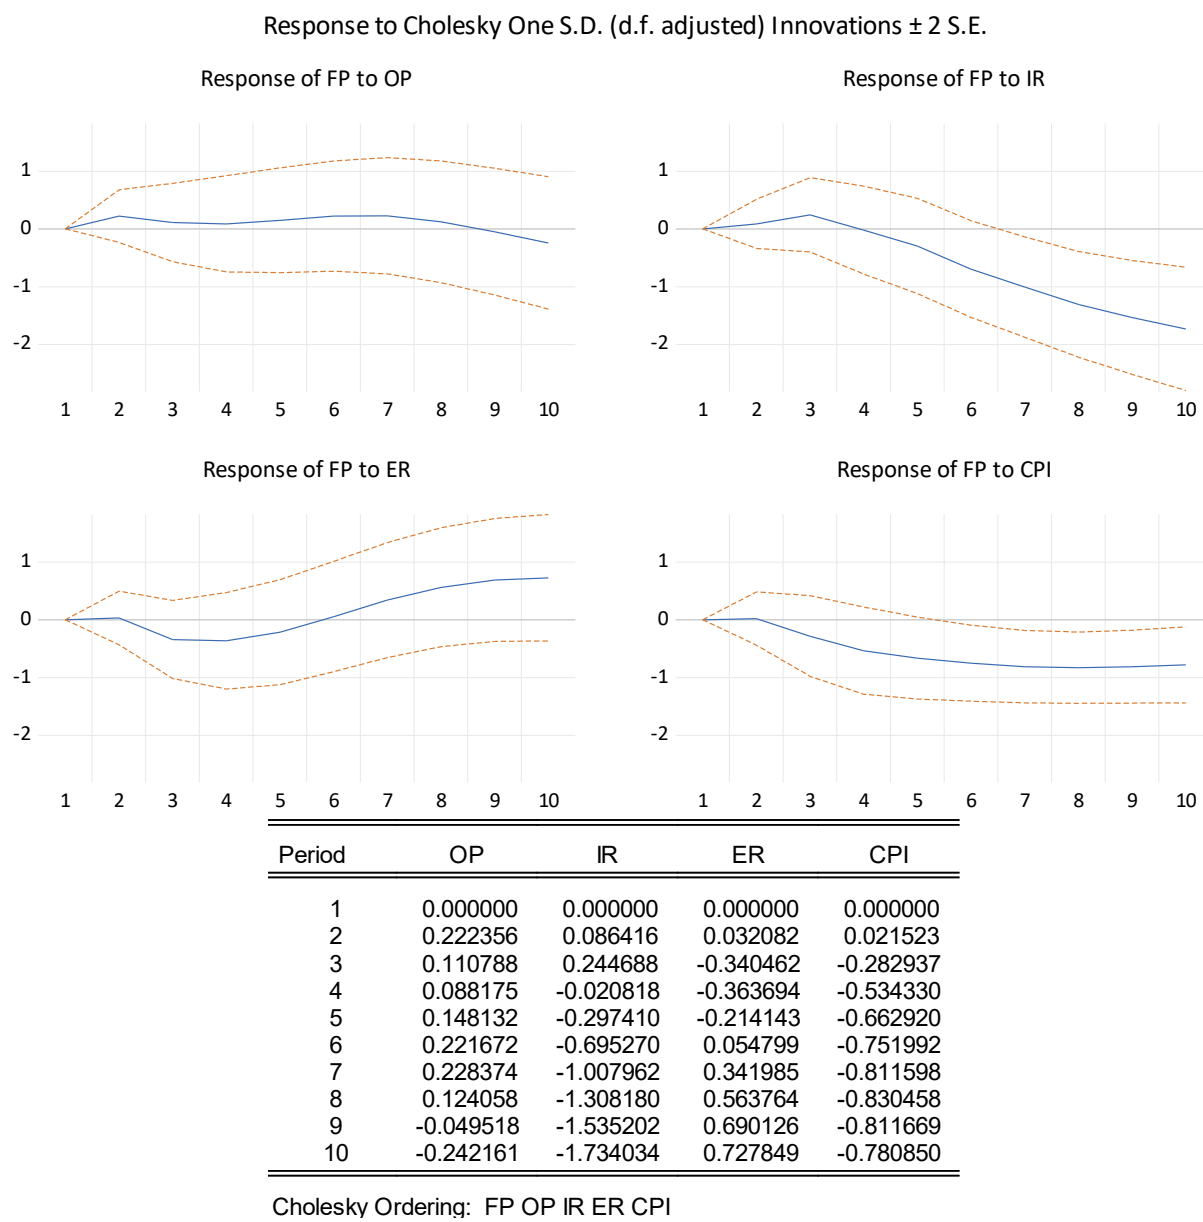 Response to Cholesky One S.D. (d.f. adjusted) Innovations ± 2 S.E.
Response of FP to OP
1
0
-1
-2
1 2 3 4 5 6 7 8 9 10
Response of FP to IR
1
0
-1
-2
1 2 3 4 5 6 7 8 9 10
Response of FP to ER
1
0
-1
-2
1 2 3 4 5 6 7 8 9 10
Response of FP to CPI
1
0
-1
-2
1 2 3 4 5 6 7 8 9 10
Period OP IR ER CPI
1 0.000000 0.000000 0.000000 0.000000
2 0.222356 0.086416 0.032082 0.021523
3 0.110788 0.244688 -0.340462 -0.282937
4 0.088175 -0.020818 -0.363694 -0.534330
5 0.148132 -0.297410 -0.214143 -0.662920
6 0.221672 -0.695270 0.054799 -0.751992
7 0.228374 -1.007962 0.341985 -0.811598
8 0.124058 -1.308180 0.563764 -0.830458
9 -0.049518 -1.535202 0.690126 -0.811669
10 -0.242161 -1.734034 0.727849 -0.780850
Cholesky Ordering: FP OP IR ER CPI